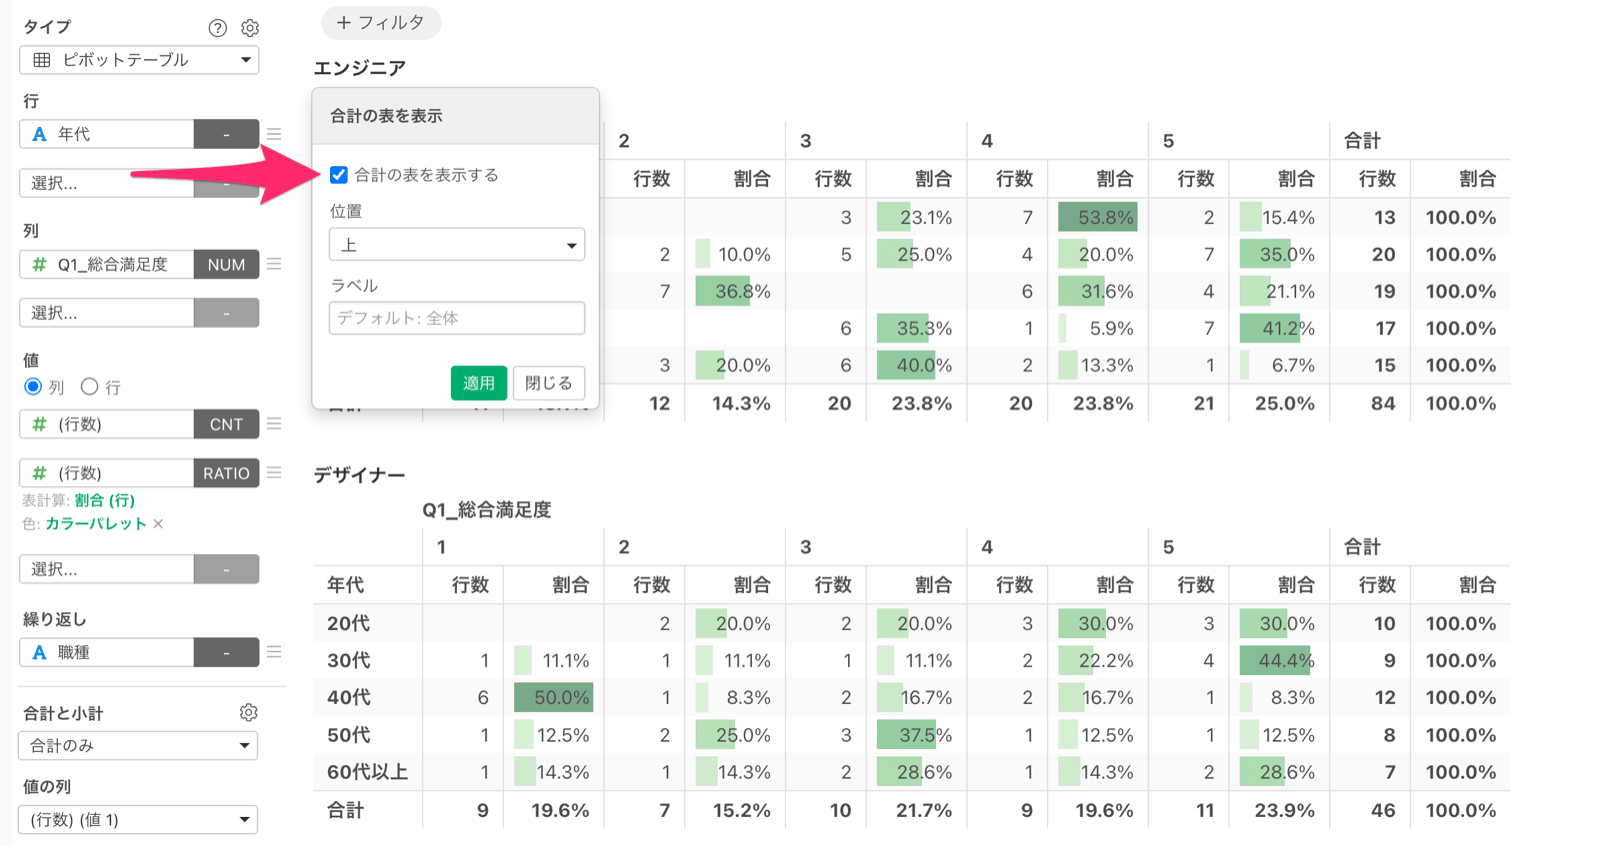 タイプ
ピボットテーブル
行
A 年代 -
選択... -
列
# Q1_総合満足度 NUM
選択... -
値
列 行
# (行数) CNT
# (行数) RATIO
表計算: 割合 (行)
色: カラーパレット ×
選択... -
繰り返し
A 職種 -
合計と小計
合計のみ
値の列
(行数) (値 1)
+ フィルタ
エンジニア
合計の表を表示
合計の表を表示する
位置
上
ラベル
デフォルト: 全体
適用 閉じる
2 3 4 5 合計
行数 割合 行数 割合 行数 割合 行数 割合 行数 割合
3 23.1% 7 53.8% 2 15.4% 13 100.0%
2 10.0% 5 25.0% 4 20.0% 7 35.0% 20 100.0%
7 36.8% 6 31.6% 4 21.1% 19 100.0%
6 35.3% 1 5.9% 7 41.2% 17 100.0%
3 20.0% 6 40.0% 2 13.3% 1 6.7% 15 100.0%
12 14.3% 20 23.8% 20 23.8% 21 25.0% 84 100.0%
デザイナー
Q1_総合満足度
1 2 3 4 5 合計
年代 行数 割合 行数 割合 行数 割合 行数 割合 行数 割合 行数 割合
20代 2 20.0% 2 20.0% 3 30.0% 3 30.0% 10 100.0%
30代 1 11.1% 1 11.1% 1 11.1% 2 22.2% 4 44.4% 9 100.0%
40代 6 50.0% 1 8.3% 2 16.7% 2 16.7% 1 8.3% 12 100.0%
50代 1 12.5% 2 25.0% 3 37.5% 1 12.5% 1 12.5% 8 100.0%
60代以上 1 14.3% 1 14.3% 2 28.6% 1 14.3% 2 28.6% 7 100.0%
合計 9 19.6% 7 15.2% 10 21.7% 9 19.6% 11 23.9% 46 100.0%